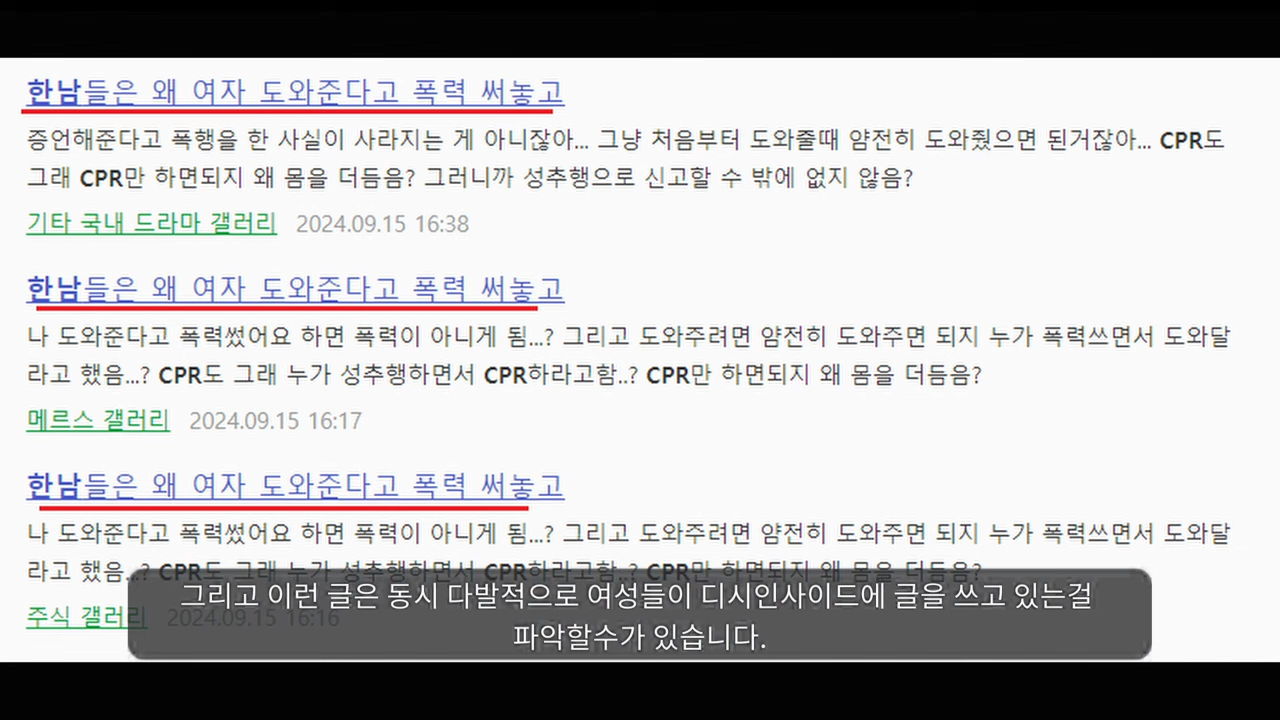 한남들은 왜 여자 도와준다고 폭력 써놓고
증언해준다고 폭행을 한 사실이 사라지는 게 아니잖아... 그냥 처음부터 도와줄때 얌전히 도와줬으면 된거잖아... CPR도
그래 CPR만 하면되지 왜 몸을 더듬음? 그러니까 성추행으로 신고할 수 밖에 없지 않음?
기타 국내 드라마 갤러리 2024.09.15 16:38
한남들은 왜 여자 도와준다고 폭력 써놓고
나 도와준다고 폭력썼어요 하면 폭력이 아니게 됨...? 그리고 도와주려면 얌전히 도와주면 되지 누가 폭력쓰면서 도와달
라고 했음...? CPR도 그래 누가 성추행하면서 CPR하라고함..? CPR만 하면되지 왜 몸을 더듬음?
메르스 갤러리 2024.09.15 16:17
한남들은 왜 여자 도와준다고 폭력 써놓고
나 도와준다고 폭력썼어요 하면 폭력이 아니게 됨...? 그리고 도와주려면 얌전히 도와주면 되지 누가 폭력쓰면서 도와달
라고 했음...? CPR도 그래 누가 성추행하면서 CPR하라고함..? CPR만 하면되지 왜 몸을 더듬음?
주식 갤러리 2024.09.15 16:16
그리고 이런 글은 동시 다발적으로 여성들이 디시인사이드에 글을 쓰고 있는걸
파악할수가 있습니다.